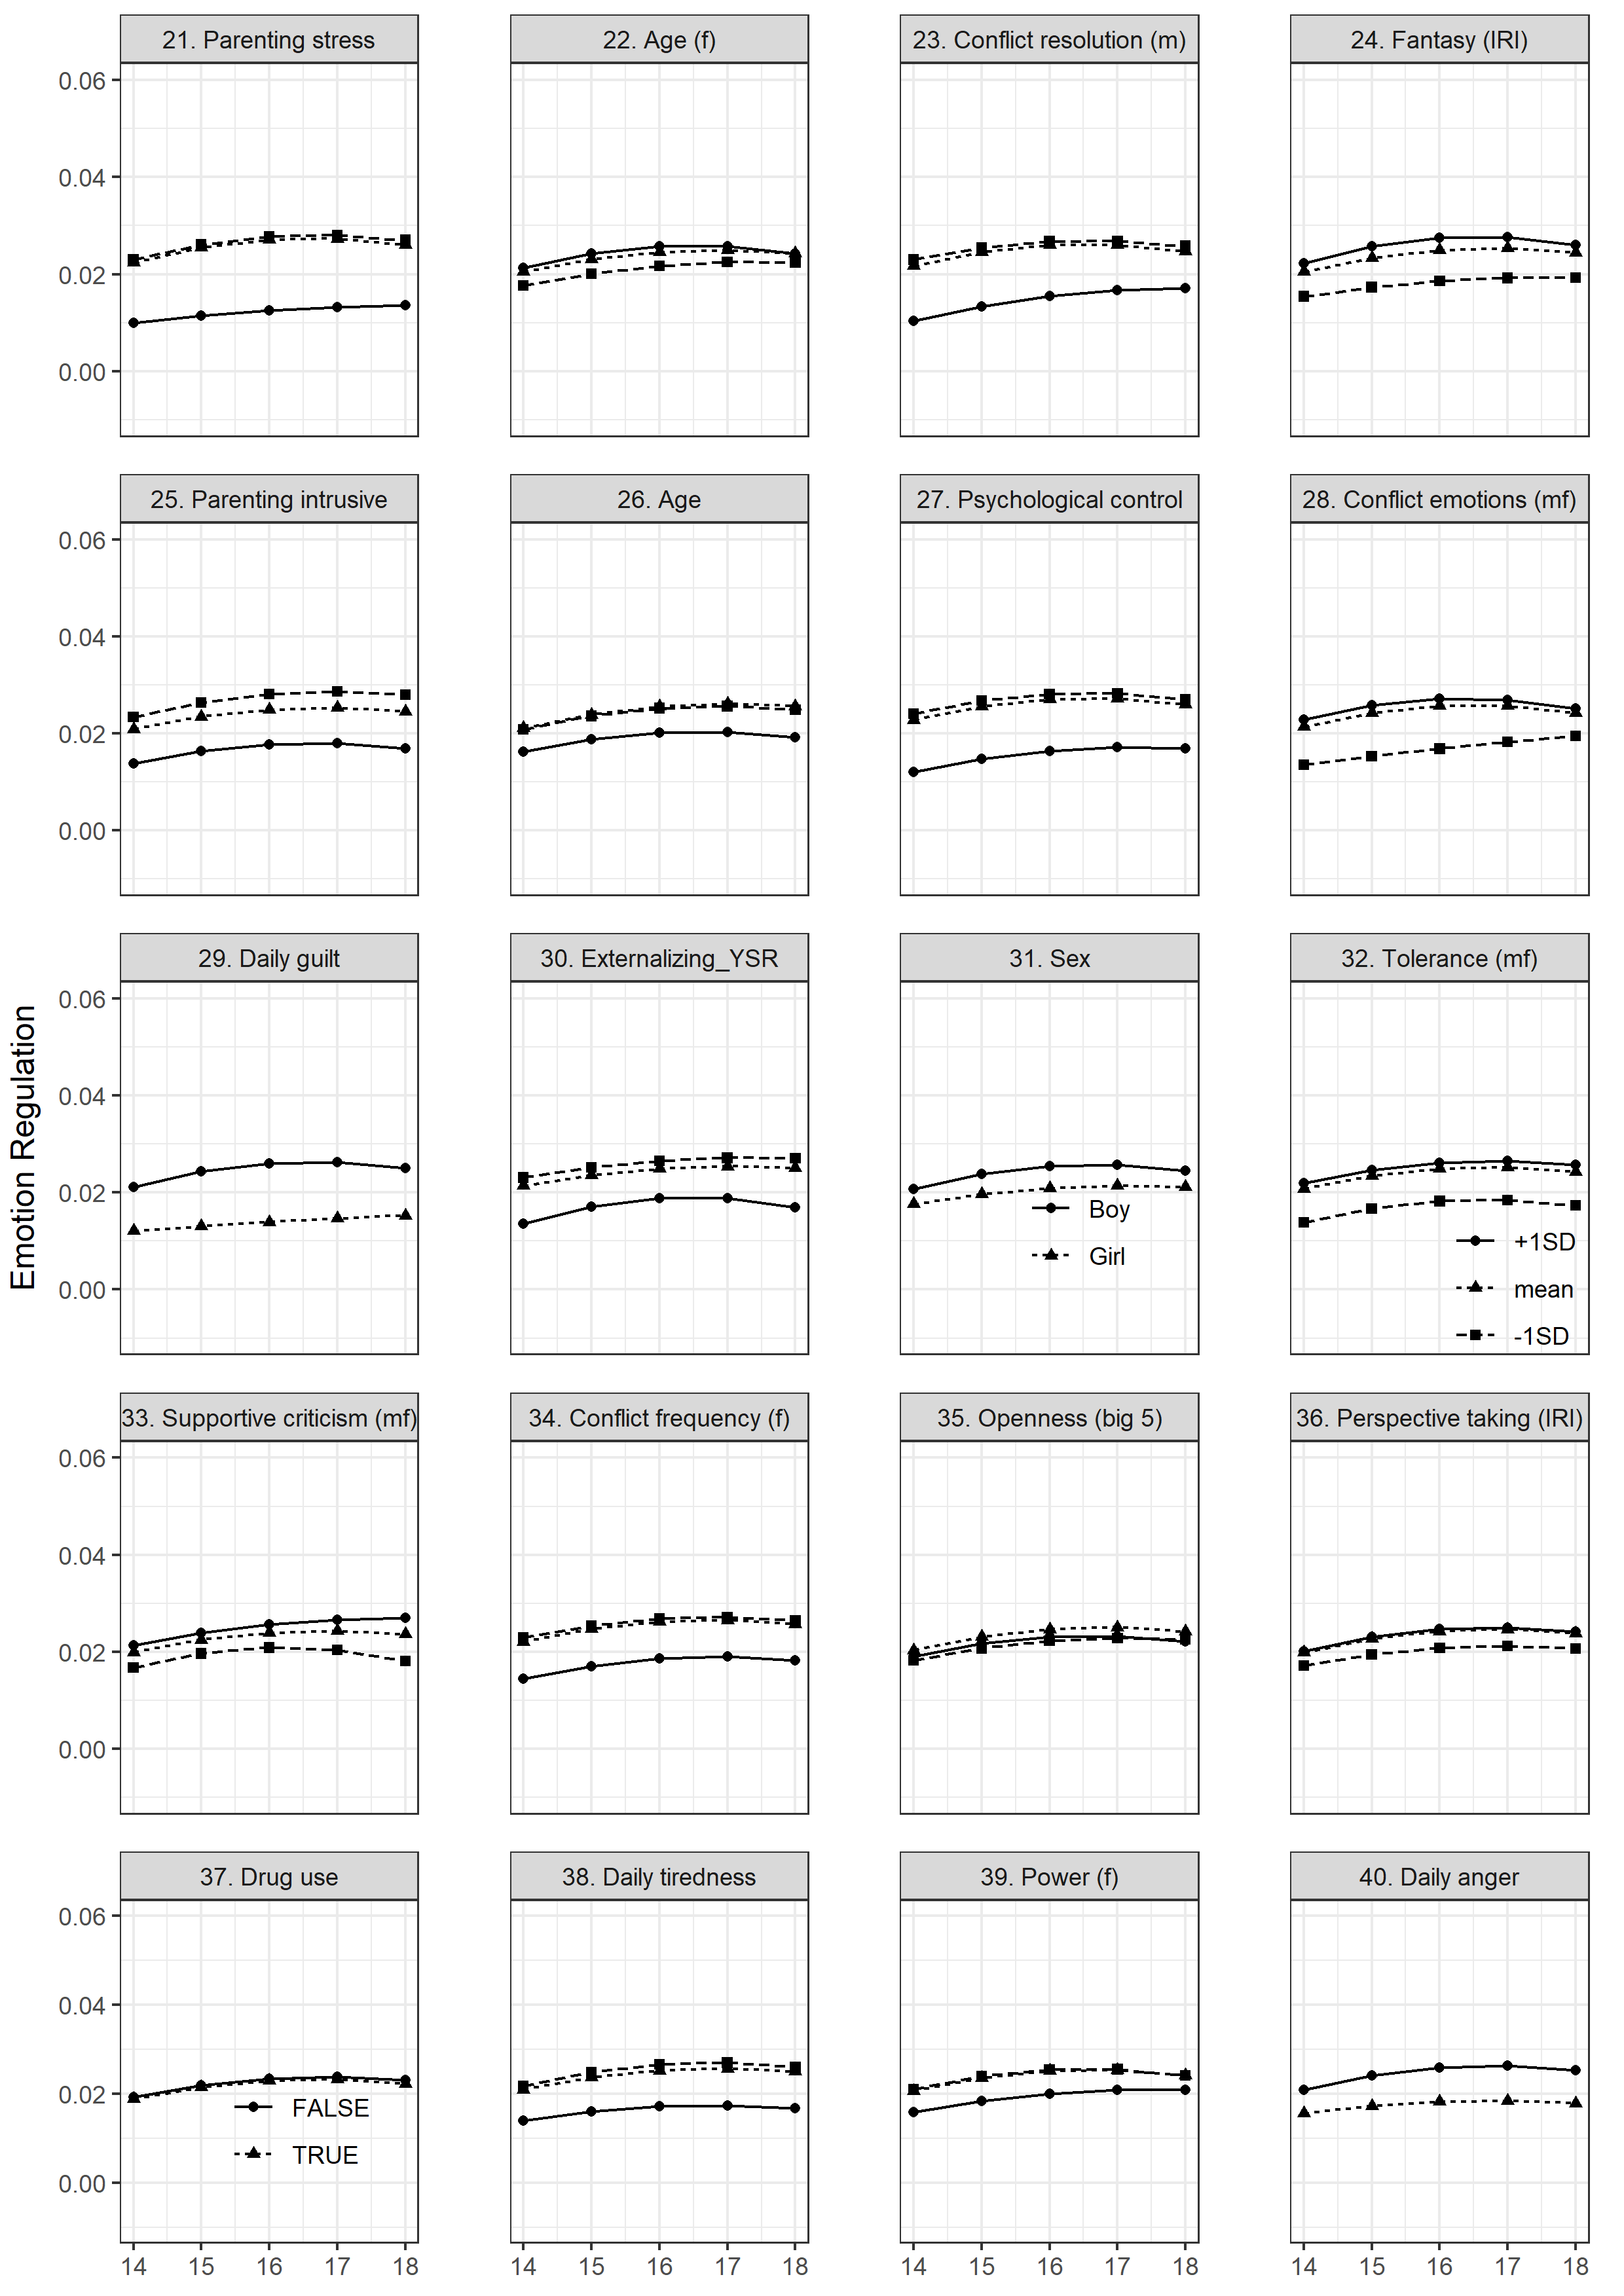 21. Parenting stress
22. Age (f)
23. Conflict resolution (m)
24. Fantasy (IRI)
0.06
0.04
0.02
0.00
25. Parenting intrusive
26. Age
27. Psychological control
28. Conflict emotions (mf)
0.06
0.04
0.02
0.00
29. Daily guilt
30. Externalizing_YSR
31. Sex
32. Tolerance (mf)
0.06
0.04
0.02
0.00
Emotion Regulation
Boy
Girl
+1SD
mean
-1SD
33. Supportive criticism (mf)
34. Conflict frequency (f)
35. Openness (big 5)
36. Perspective taking (IRI)
0.06
0.04
0.02
0.00
37. Drug use
38. Daily tiredness
39. Power (f)
40. Daily anger
0.06
0.04
0.02
0.00
FALSE
TRUE
14 15 16 17 18
14 15 16 17 18
14 15 16 17 18
14 15 16 17 18